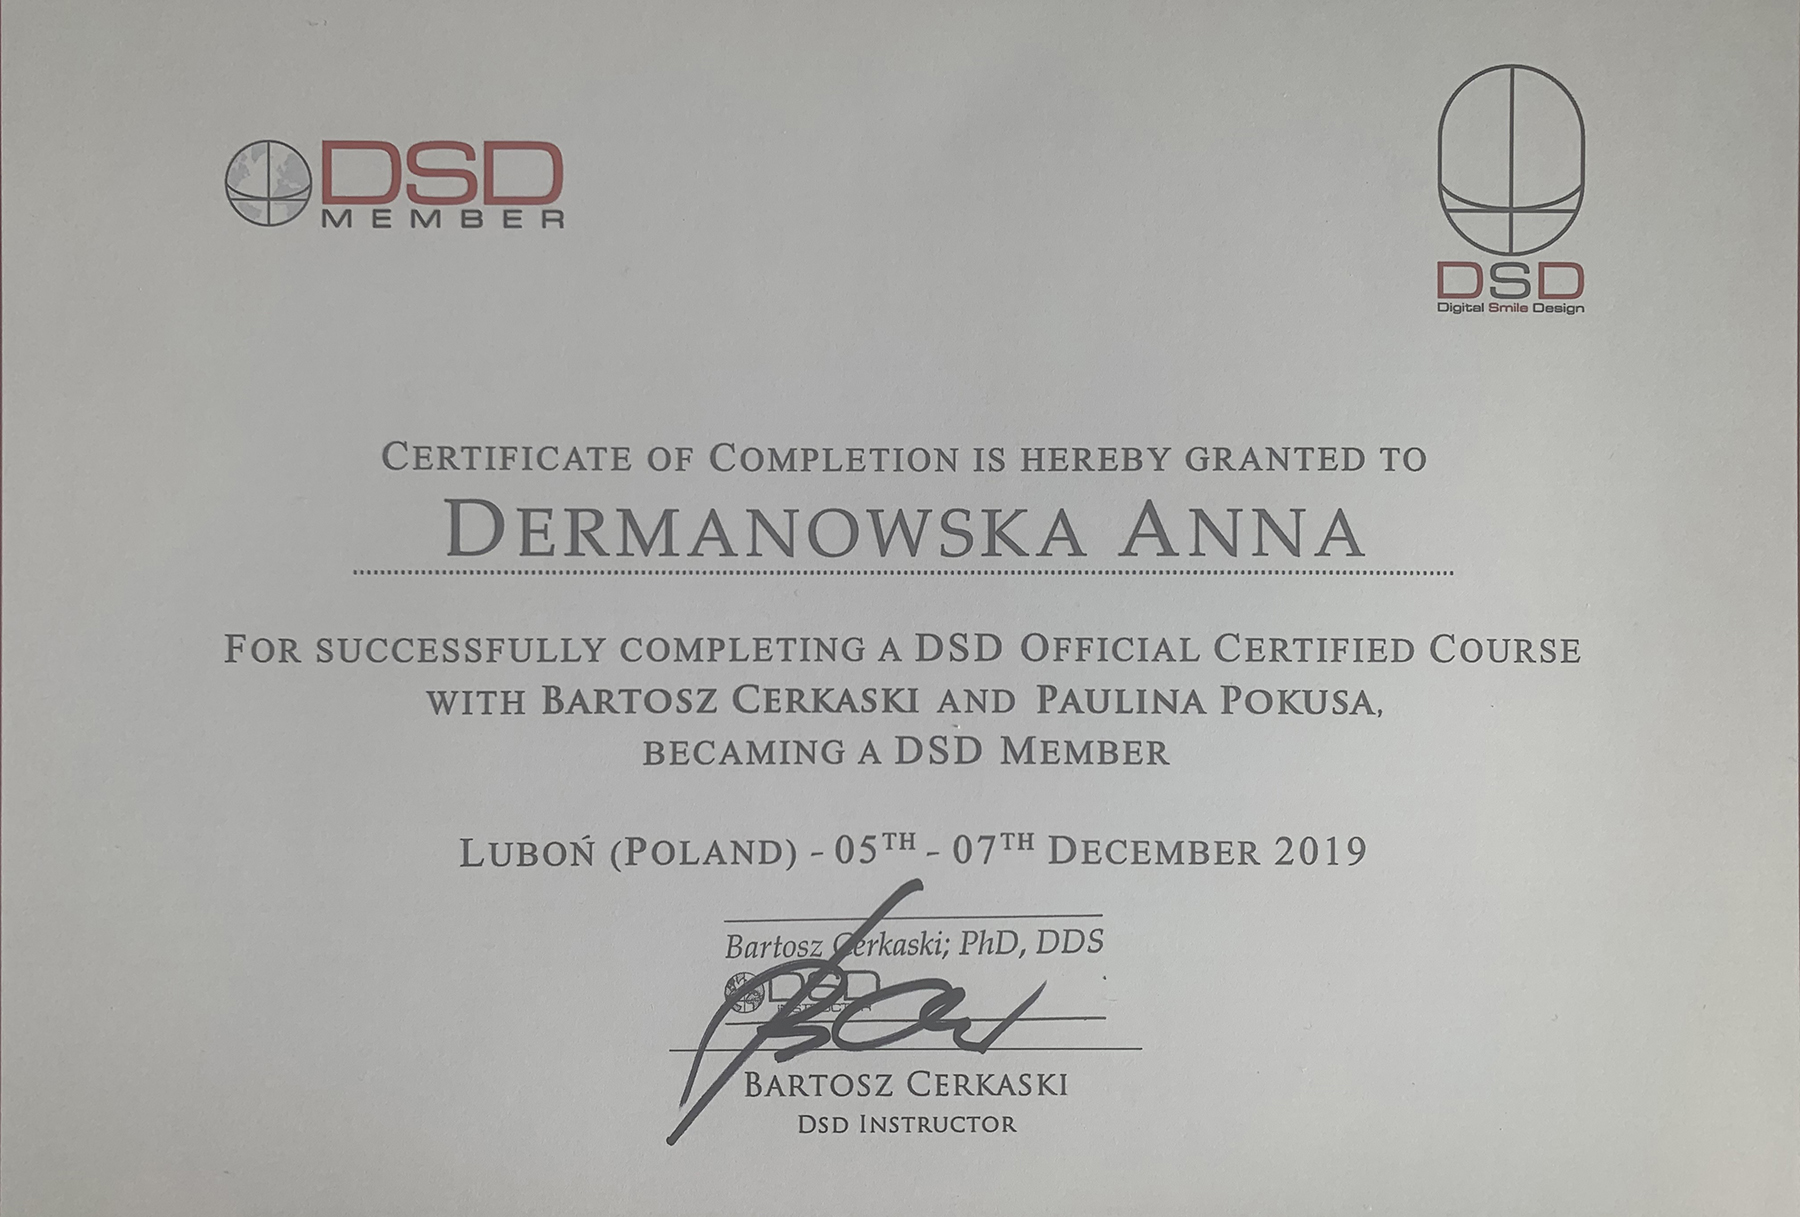 DSD
MEMBER
DSD
Digital Smile Design
CERTIFICATE OF COMPLETION IS HEREBY GRANTED TO
DERMANOWSKA ANNA
FOR SUCCESSFULLY COMPLETING A DSD OFFICIAL CERTIFIED COURSE
WITH BARTOSZ CERKASKI AND PAULINA POKUSA,
BECAMING A DSD MEMBER
LUBOŃ (POLAND) - 05TH - 07TH DECEMBER 2019
Bartosz Cerkaski; PhD, DDS
DSD
INSTRUCTOR
BARTOSZ CERKASKI
DSD INSTRUCTOR